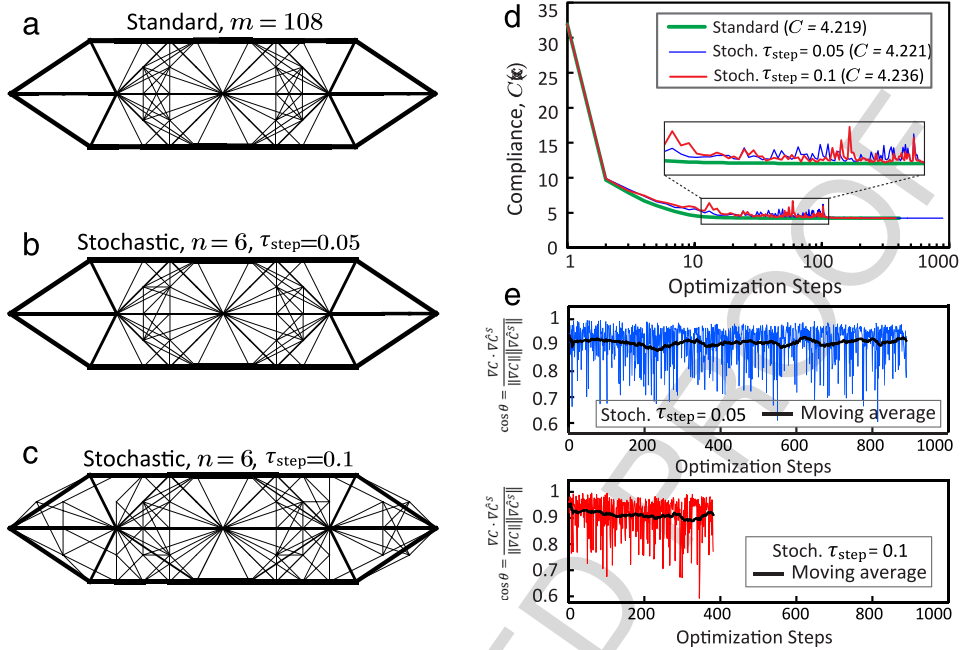 a
Standard, m = 108
b
Stochastic, n = 6, τstep=0.05
c
Stochastic, n = 6, τstep=0.1
d
35
30
25
20
15
10
5
0
Compliance,
Standard (C = 4.219)
Stoch. τstep = 0.05 (C = 4.221)
Stoch. τstep = 0.1 (C = 4.236)
1
10
100
1000
Optimization Steps
e
1
0.9
0.8
0.7
0.6
cos θ = ∇C · ∇Ĉˢ / ||∇C||||∇Ĉˢ||
Stoch. τstep = 0.05 Moving average
0 200 400 600 800 1000
Optimization Steps
1
0.9
0.8
0.7
0.6
cos θ = ∇C · ∇Ĉˢ / ||∇C||||∇Ĉˢ||
Stoch. τstep = 0.1
Moving average
0 200 400 600 800 1000
Optimization Steps
ED PROOF